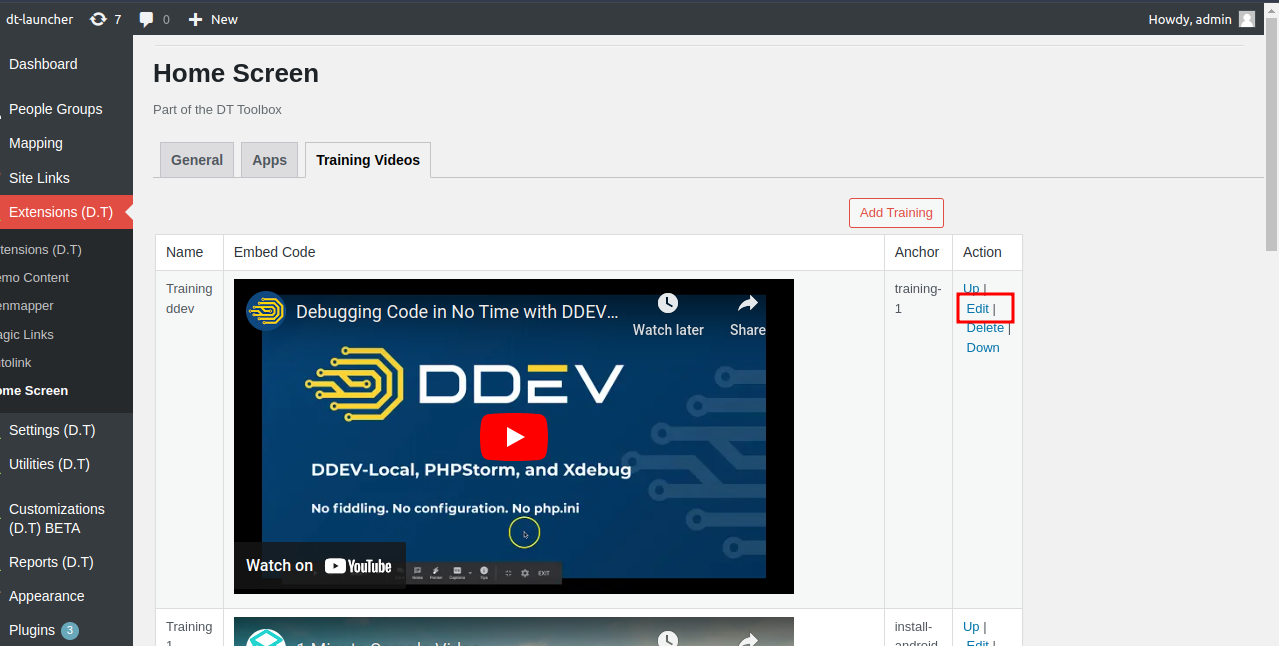 dt-launcher 7 0 New Howdy, admin
Dashboard
People Groups
Mapping
Site Links
Extensions (D.T)
tensions (D.T)
emo Content
enmapper
agic Links
utolink
ome Screen
Settings (D.T)
Utilities (D.T)
Customizations
(D.T) BETA
Reports (D.T)
Appearance
Plugins 3
Home Screen
Part of the DT Toolbox
General Apps Training Videos
Add Training
Name Embed Code Anchor Action
Training
ddev
Debugging Code in No Time with DDEV…
Watch later Share
DDEV
DDEV-Local, PHPStorm, and Xdebug
No fiddling. No configuration. No php.ini
Watch on YouTube
EXIT
training-
1
Up |
Edit |
Delete |
Down
Training
1
install-
android
Up |
Edit |